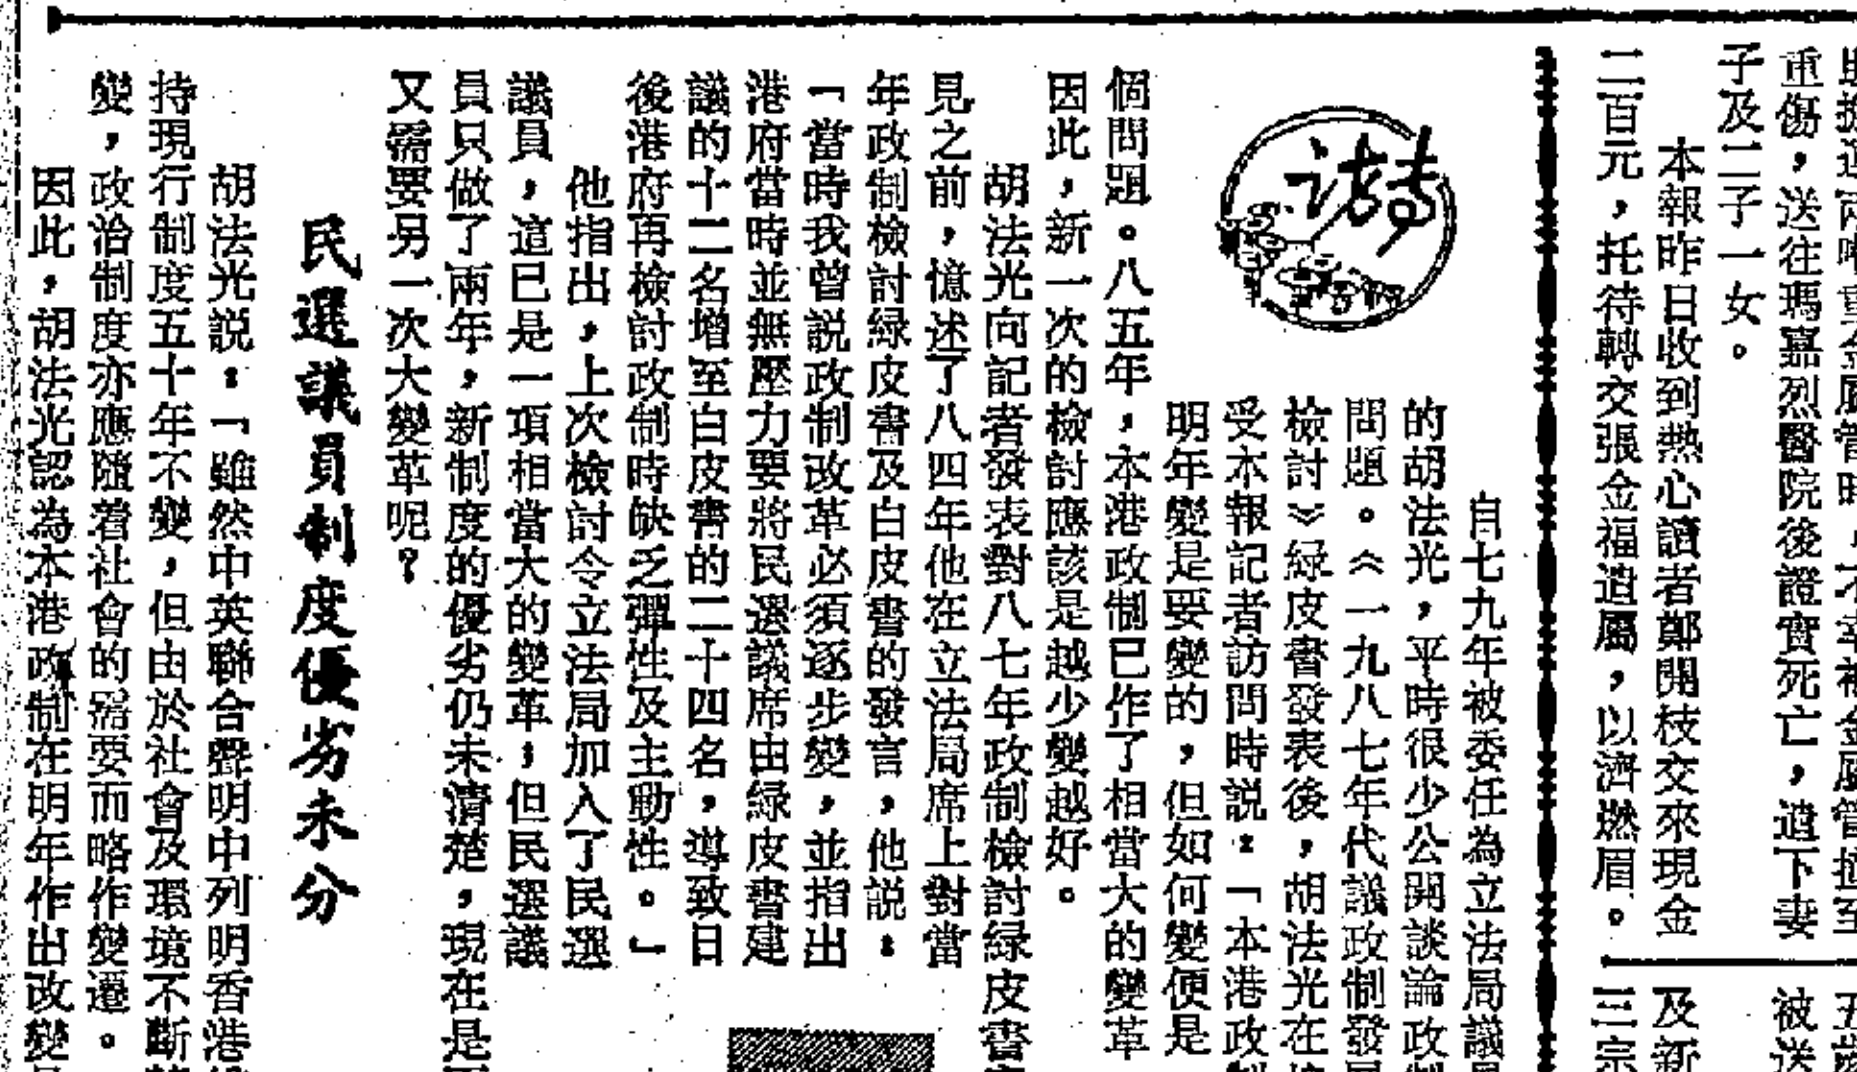 重傷，送往瑪嘉烈醫院後證實死亡，遺下妻
子及二子一女。
本報昨日收到熱心讀者鄭開枝交來現金
二百元，托待轉交張金福遺屬，以濟燃眉。
被送
及新
三宗
自七九年被委任為立法局議員
的胡法光，平時很少公開談論政制
問題。《一九八七年代議政制發展
檢討》綠皮書發表後，胡法光在接
受本報記者訪問時説：「本港政制
明年變是要變的，但如何變便是
個問題。八五年，本港政制已作了相當大的變革
因此，新一次的檢討應該是越少變越好。
胡法光向記者發表對八七年政制檢討綠皮書
見之前，憶述了八四年他在立法局席上對當
年政制檢討綠皮書及白皮書的發言，他説：
「當時我曾説政制改革必須逐步變，並指出
港府當時並無壓力要將民選議席由綠皮書建
議的十二名增至白皮書的二十四名，導致日
後港府再檢討政制時缺乏彈性及主動性。」
他指出，上次檢討令立法局加入了民選
議員，這已是一項相當大的變革；但民選議
員只做了兩年，新制度的優劣仍未清楚，現在是否
又需要另一次大變革呢？
民選議員制度優劣未分
胡法光説：「雖然中英聯合聲明中列明香港維
持現行制度五十年不變，但由於社會及環境不斷轉
變，政治制度亦應隨着社會的需要而略作變遷。
因此，胡法光認為本港政制在明年作出改變